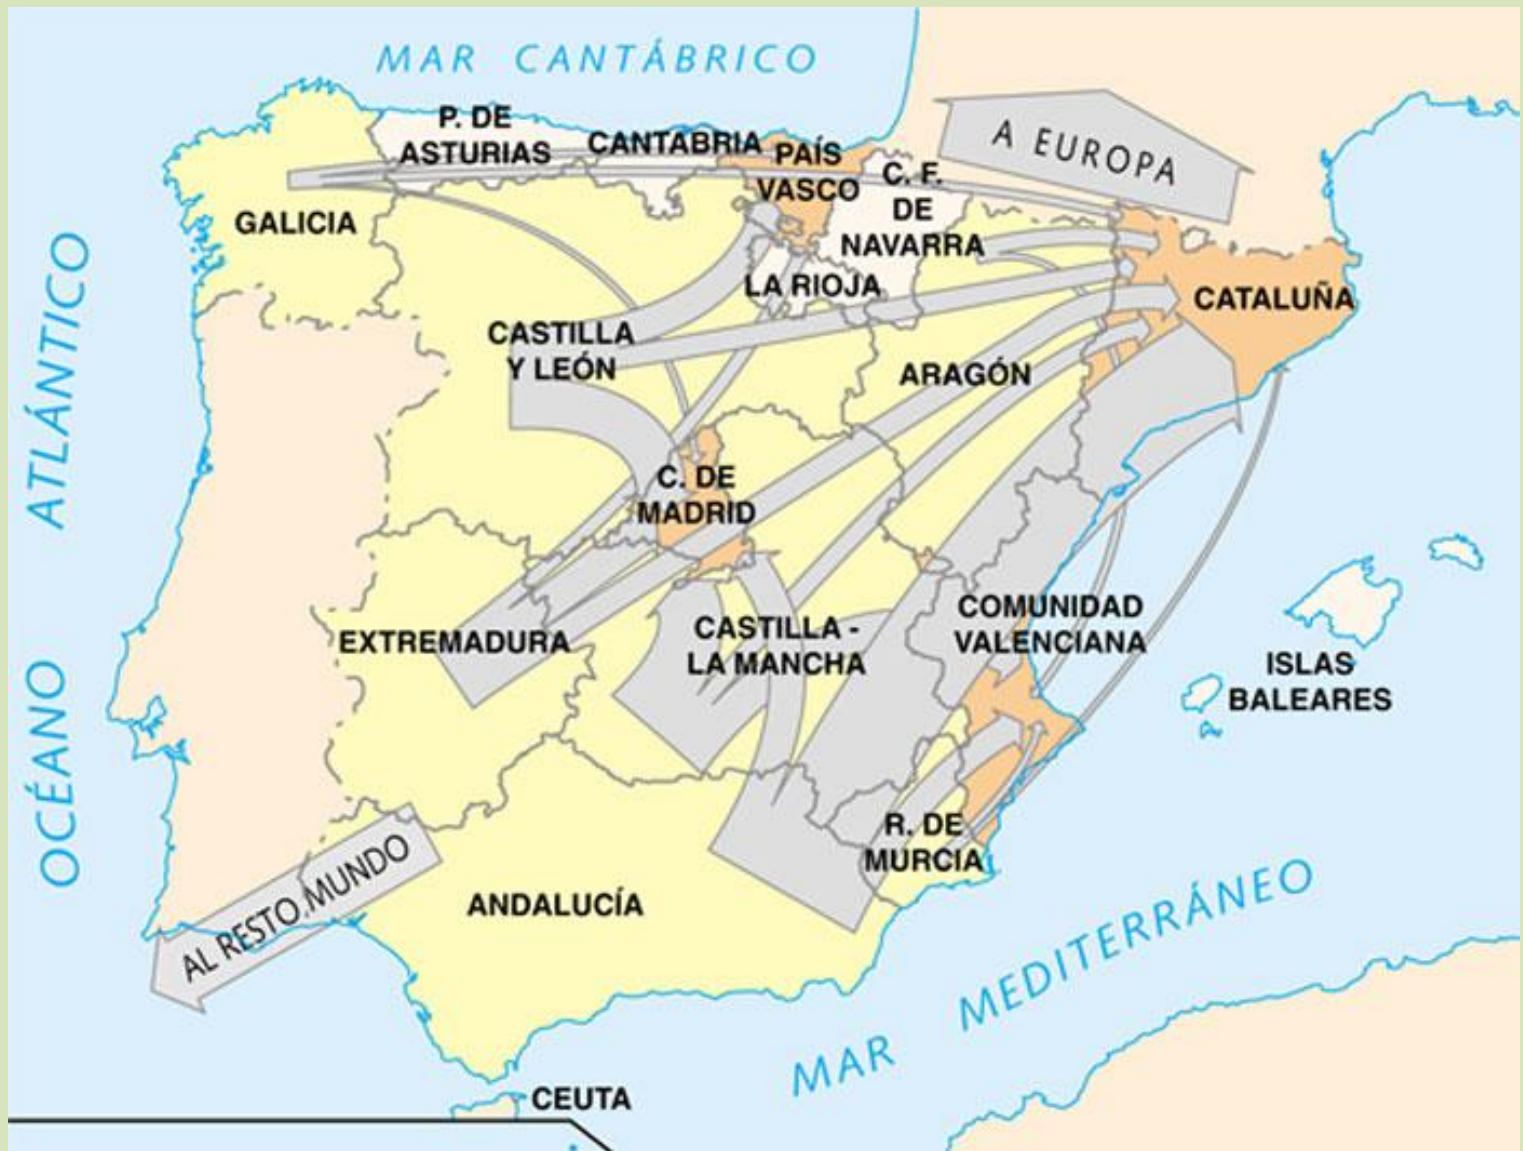 MAR CANTÁBRICO
P. DE
ASTURIAS
CANTABRIA
PAÍS
VASCO
C. F.
DE
NAVARRA
A EUROPA
GALICIA
LA RIOJA
CATALUÑA
CASTILLA
Y LEÓN
ARAGÓN
OCÉANO ATLÁNTICO
C. DE
MADRID
EXTREMADURA
CASTILLA -
LA MANCHA
COMUNIDAD
VALENCIANA
ISLAS
BALEARES
R. DE
MURCIA
AL RESTO MUNDO
ANDALUCÍA
MAR MEDITERRÁNEO
CEUTA